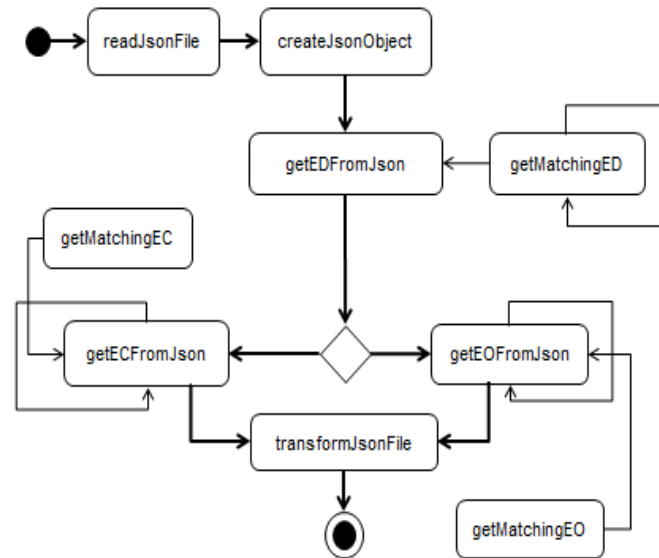 readJsonFile
createJsonObject
getEDFromJson
getMatchingED
getMatchingEC
getECFromJson
getEOFromJson
transformJsonFile
getMatchingEO